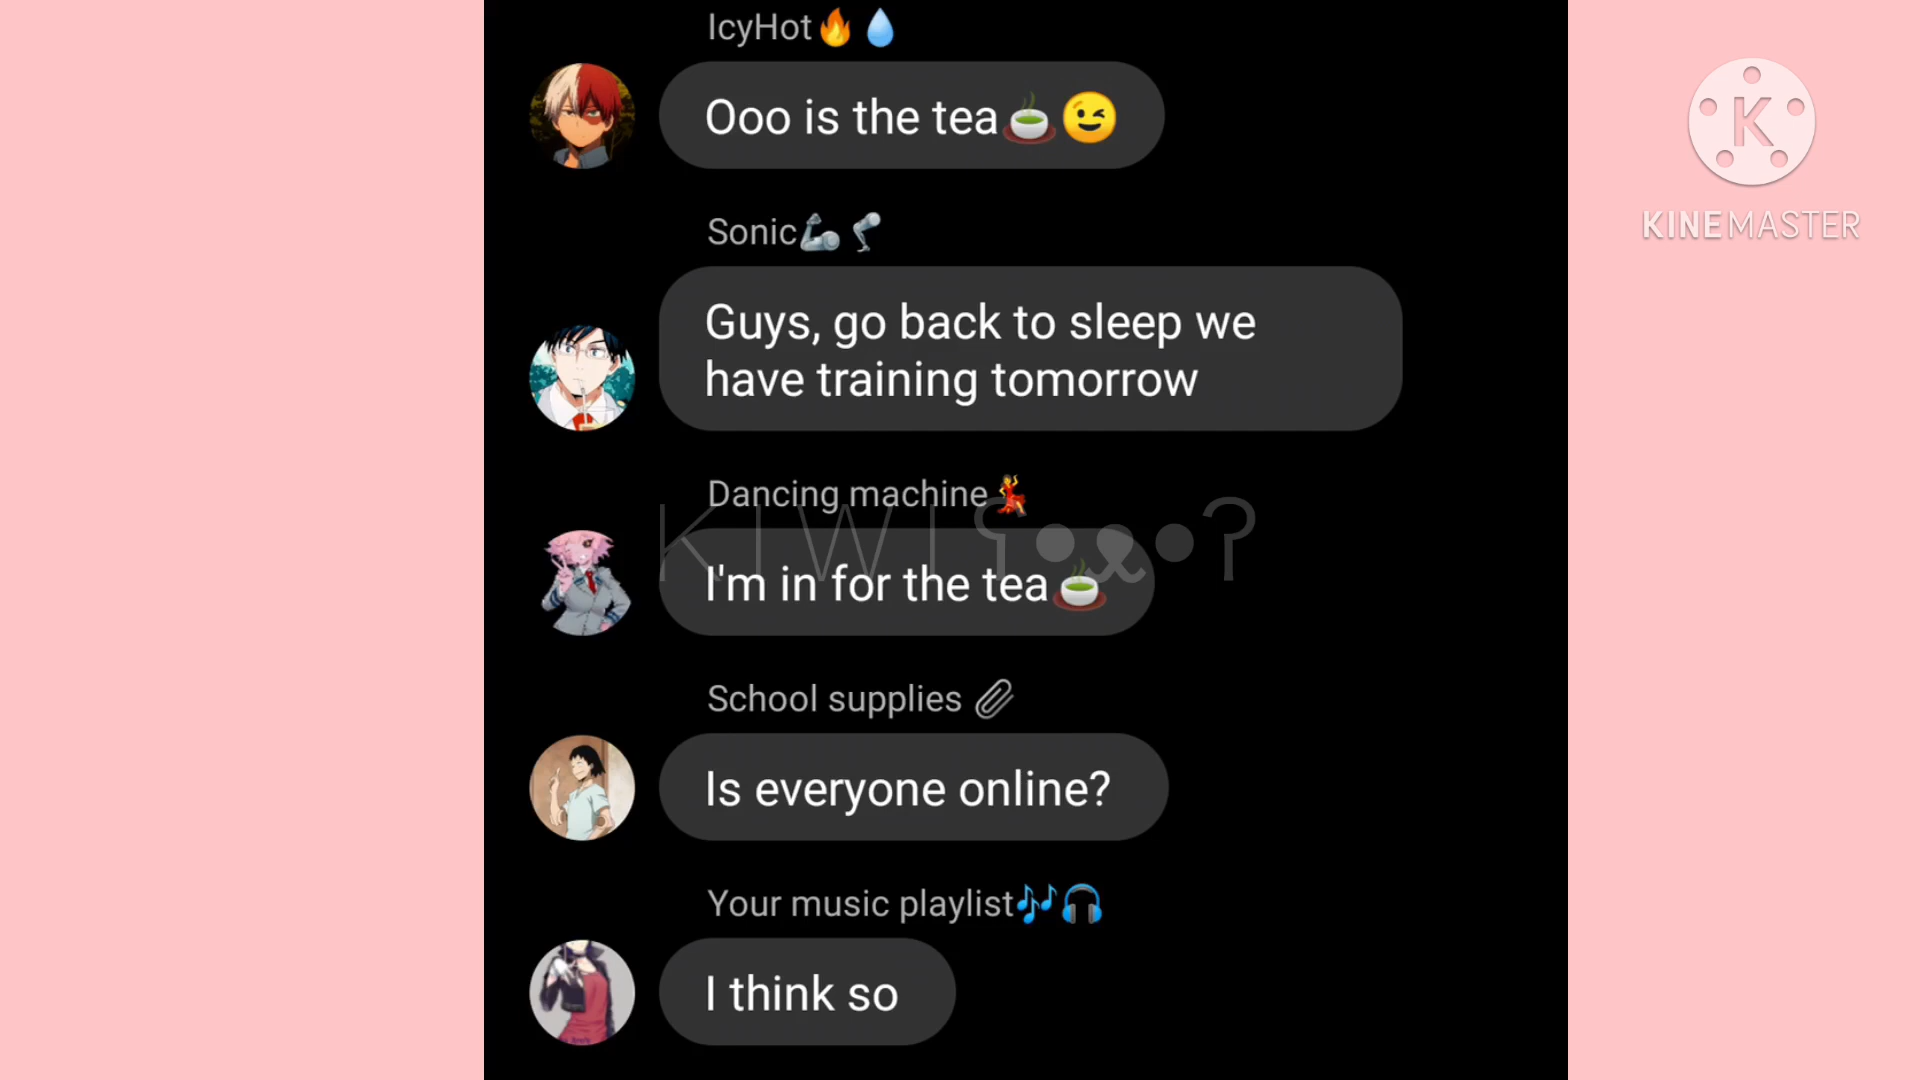 IcyHot🔥💧
Ooo is the tea🍵😉
Sonic🦾🦿
Guys, go back to sleep we
have training tomorrow
Dancing machine💃
KIWI ʕ•ᴥ•ʔ
I'm in for the tea🍵
School supplies 📎
Is everyone online?
Your music playlist🎶🎧
I think so
K
KINEMASTER